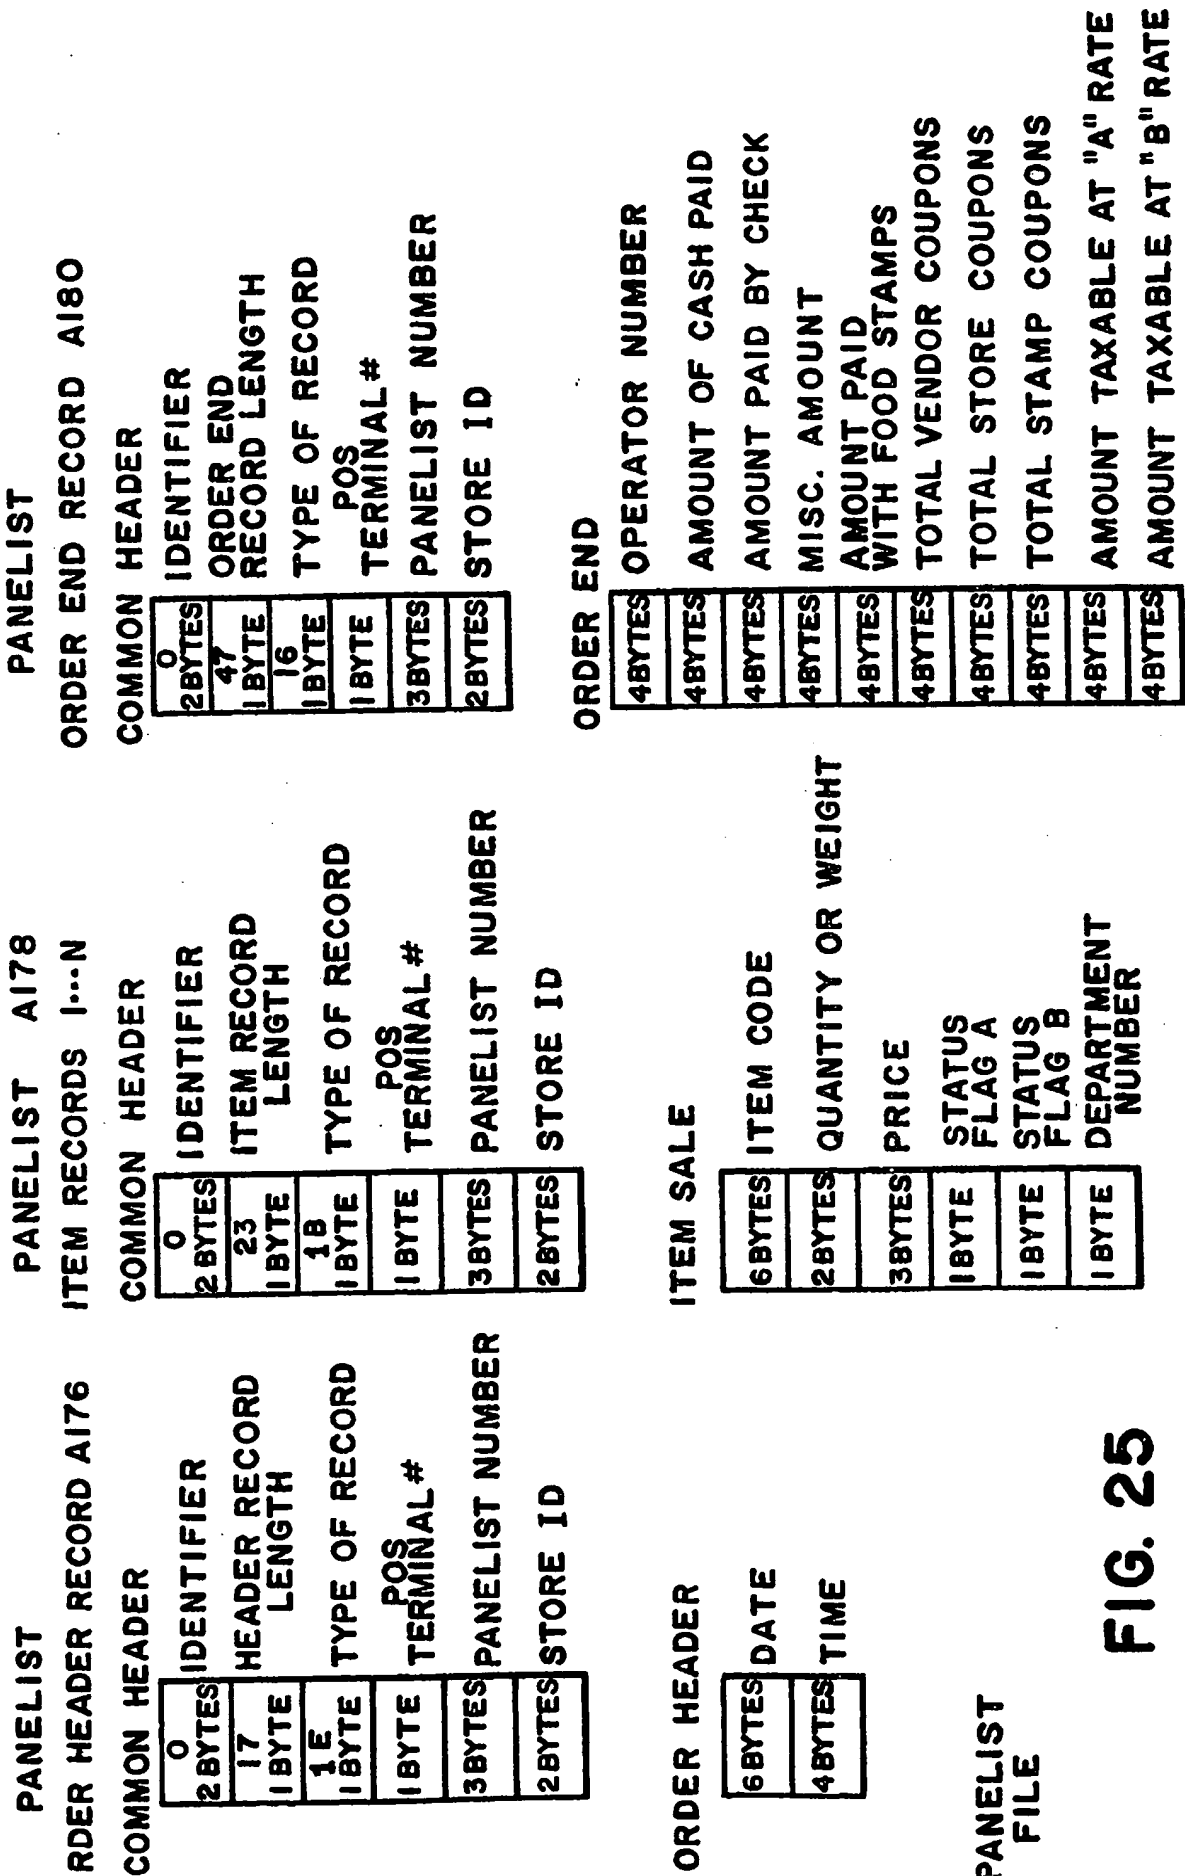 PANELIST
RDER HEADER RECORD A176
COMMON HEADER
0
2 BYTES IDENTIFIER
17
1 BYTE HEADER RECORD LENGTH
1E
1 BYTE TYPE OF RECORD
1 BYTE POS TERMINAL#
3 BYTES PANELIST NUMBER
2 BYTES STORE ID
ORDER HEADER
6 BYTES DATE
4 BYTES TIME
PANELIST
FILE
PANELIST A178
ITEM RECORDS 1...N
COMMON HEADER
0
2 BYTES IDENTIFIER
23
1 BYTE ITEM RECORD LENGTH
1B
1 BYTE TYPE OF RECORD
1 BYTE POS TERMINAL#
3 BYTES PANELIST NUMBER
2 BYTES STORE ID
ITEM SALE
6 BYTES ITEM CODE
2 BYTES QUANTITY OR WEIGHT
3 BYTES PRICE
1 BYTE STATUS FLAG A
1 BYTE STATUS FLAG B
1 BYTE DEPARTMENT NUMBER
PANELIST
ORDER END RECORD A180
COMMON HEADER
0
2 BYTES IDENTIFIER
47
1 BYTE ORDER END RECORD LENGTH
16
1 BYTE TYPE OF RECORD
1 BYTE POS TERMINAL#
3 BYTES PANELIST NUMBER
2 BYTES STORE ID
ORDER END
4 BYTES OPERATOR NUMBER
4 BYTES AMOUNT OF CASH PAID
4 BYTES AMOUNT PAID BY CHECK
4 BYTES MISC. AMOUNT
4 BYTES AMOUNT PAID WITH FOOD STAMPS
4 BYTES TOTAL VENDOR COUPONS
4 BYTES TOTAL STORE COUPONS
4 BYTES TOTAL STAMP COUPONS
4 BYTES AMOUNT TAXABLE AT "A" RATE
4 BYTES AMOUNT TAXABLE AT "B" RATE
FIG. 25